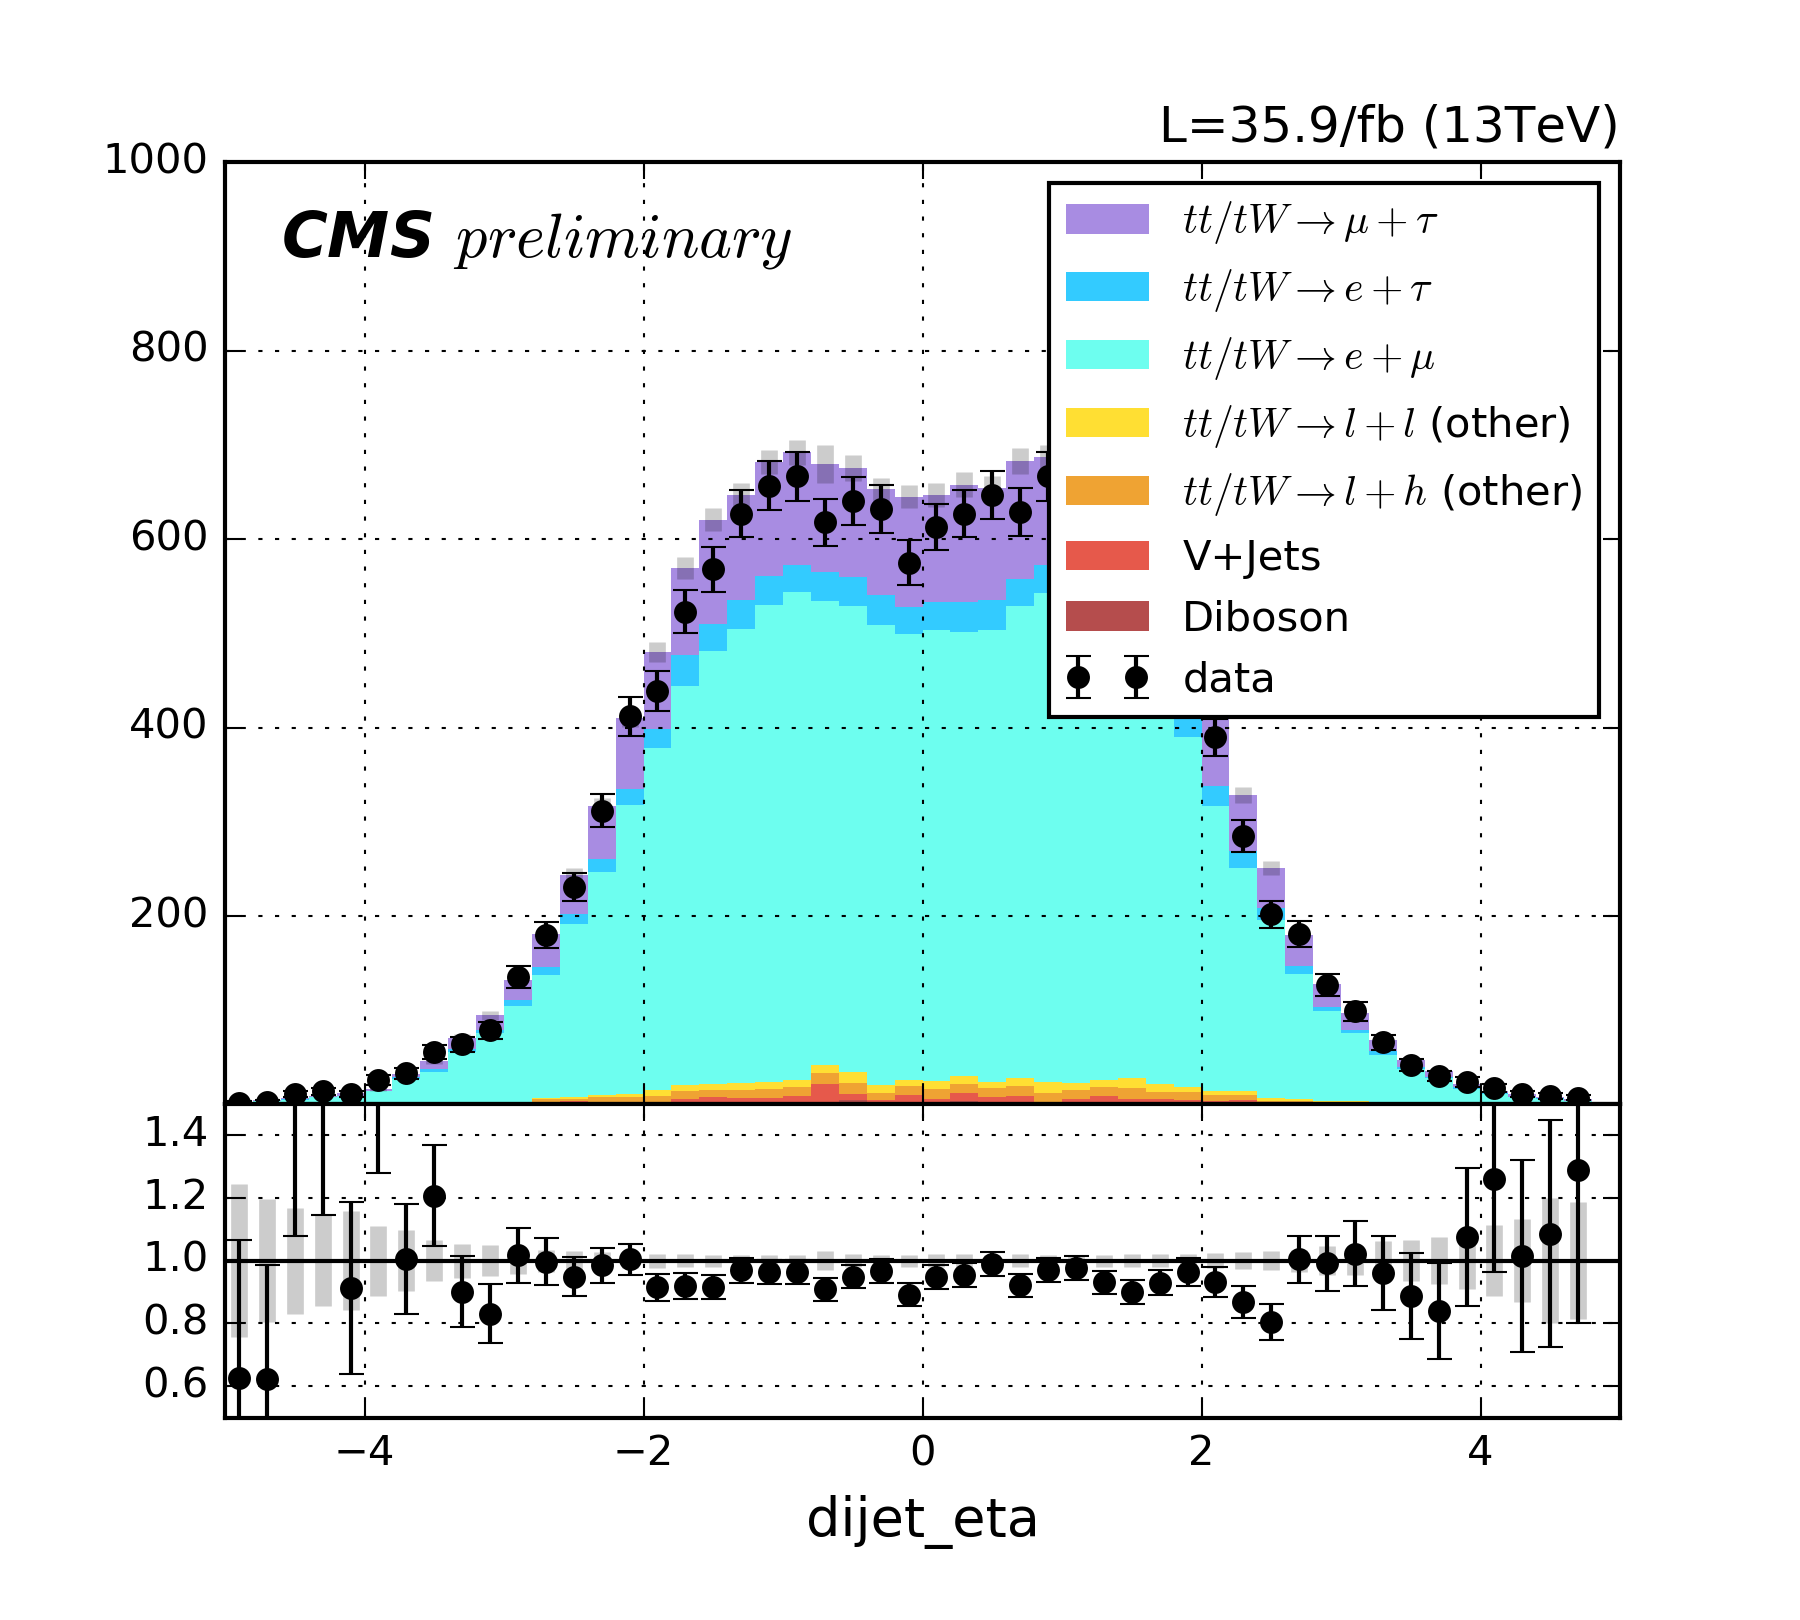 L=35.9/fb (13TeV)
CMS preliminary
1000
800
600
400
200
tt/tW→μ+τ
tt/tW→e+τ
tt/tW→e+μ
tt/tW→l+l (other)
tt/tW→l+h (other)
V+Jets
Diboson
data
1.4
1.2
1.0
0.8
0.6
−4 −2 0 2 4
dijet_eta